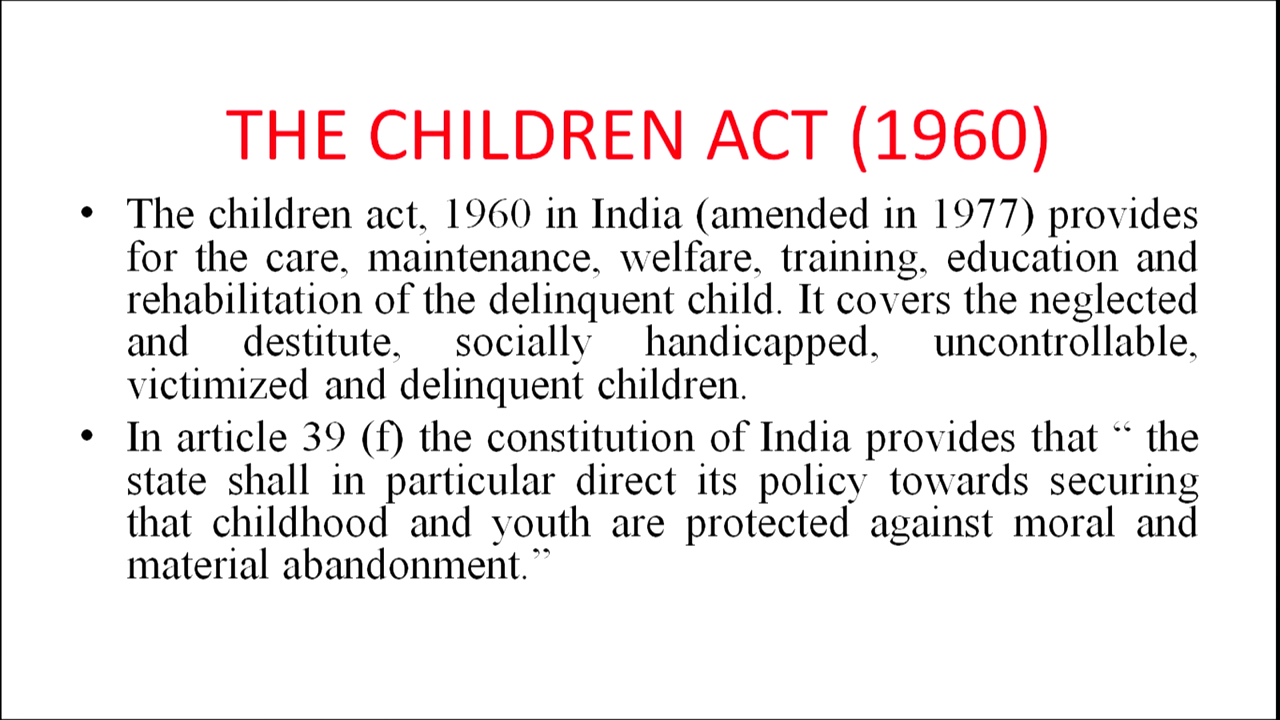 THE CHILDREN ACT (1960)
• The children act, 1960 in India (amended in 1977) provides
for the care, maintenance, welfare, training, education and
rehabilitation of the delinquent child. It covers the neglected
and destitute, socially handicapped, uncontrollable,
victimized and delinquent children.
• In article 39 (f) the constitution of India provides that “ the
state shall in particular direct its policy towards securing
that childhood and youth are protected against moral and
material abandonment.”